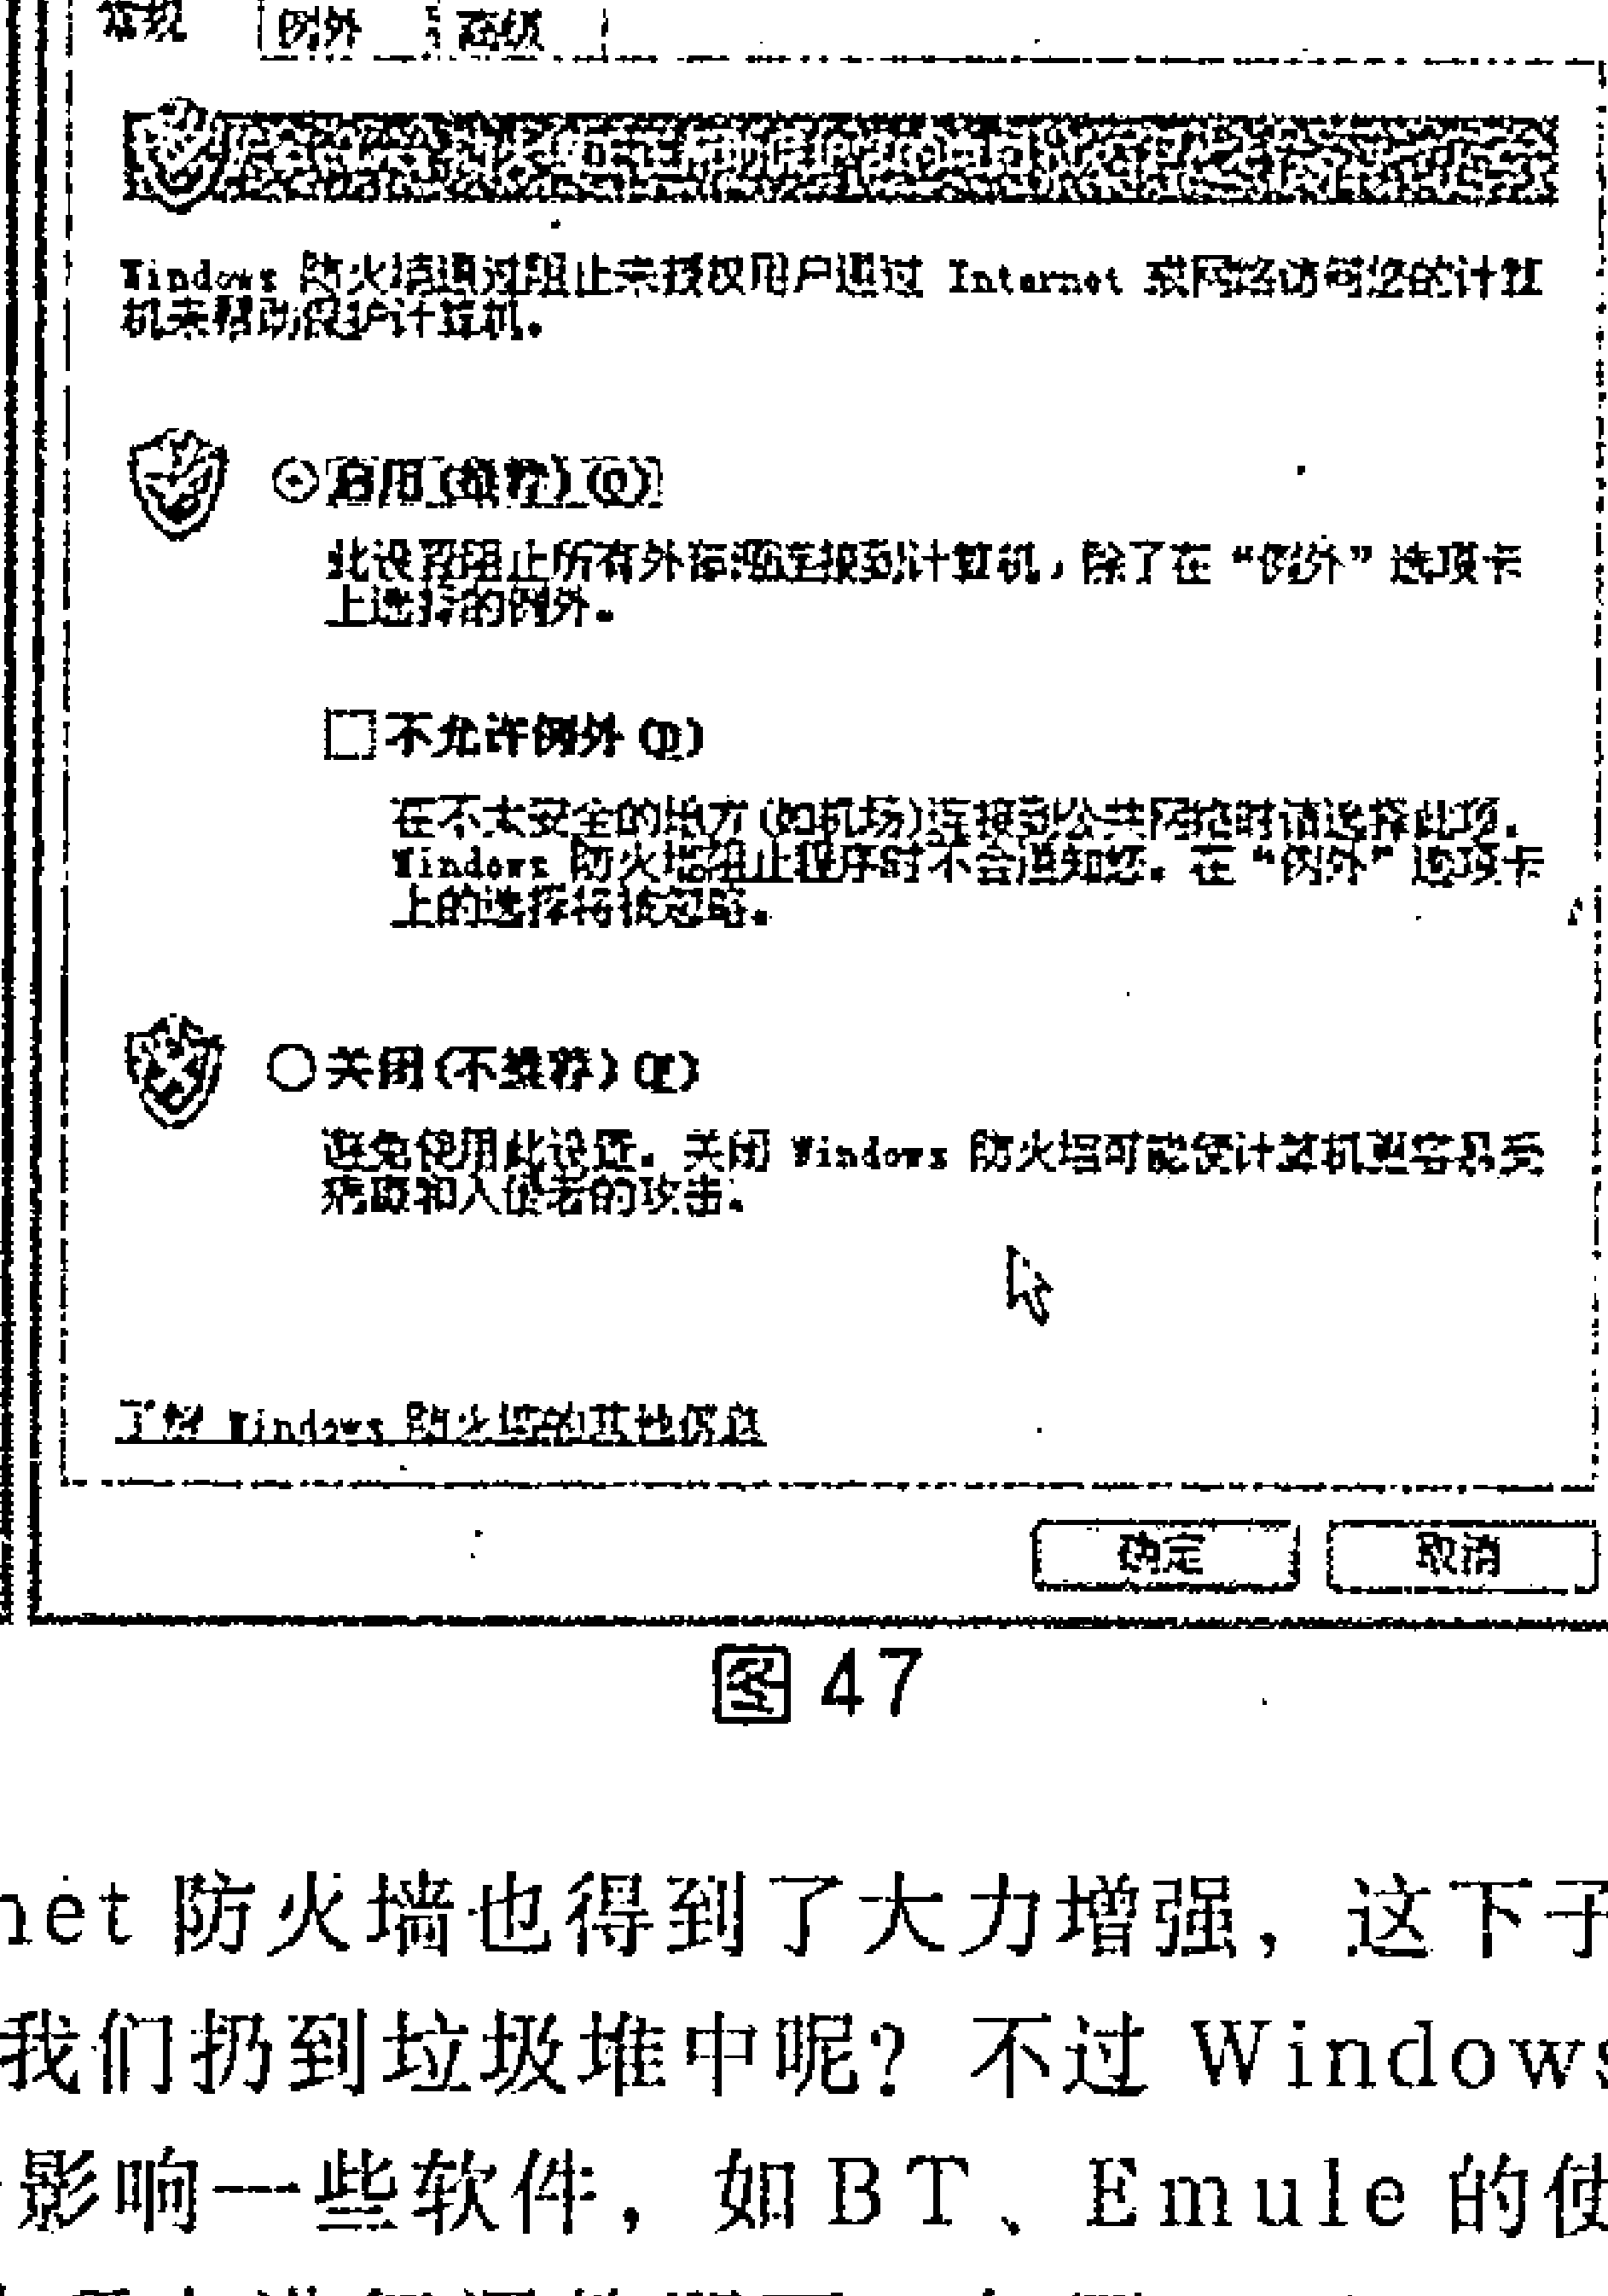 常规 例外 高级
Windows 防火墙通过阻止未授权用户通过 Internet 或网络访问您的计算
机来帮助保护计算机。
启用(推荐)(O)
此设置阻止所有外部源连接到计算机，除了在“例外”选项卡
上选择的例外。
不允许例外(D)
在不太安全的地方(如机场)连接到公共网络时请选择此项。
Windows 防火墙阻止程序时不会通知您。在“例外”选项卡
上的选择将被忽略。
关闭(不推荐)(F)
避免使用此设置。关闭 Windows 防火墙可能使计算机更容易受
病毒和入侵者的攻击。
了解 Windows 防火墙的其他信息
确定 取消
图 47
net 防火墙也得到了大力增强，这下子
我们扔到垃圾堆中呢？不过 Windows
影响一些软件，如BT、Emule 的使